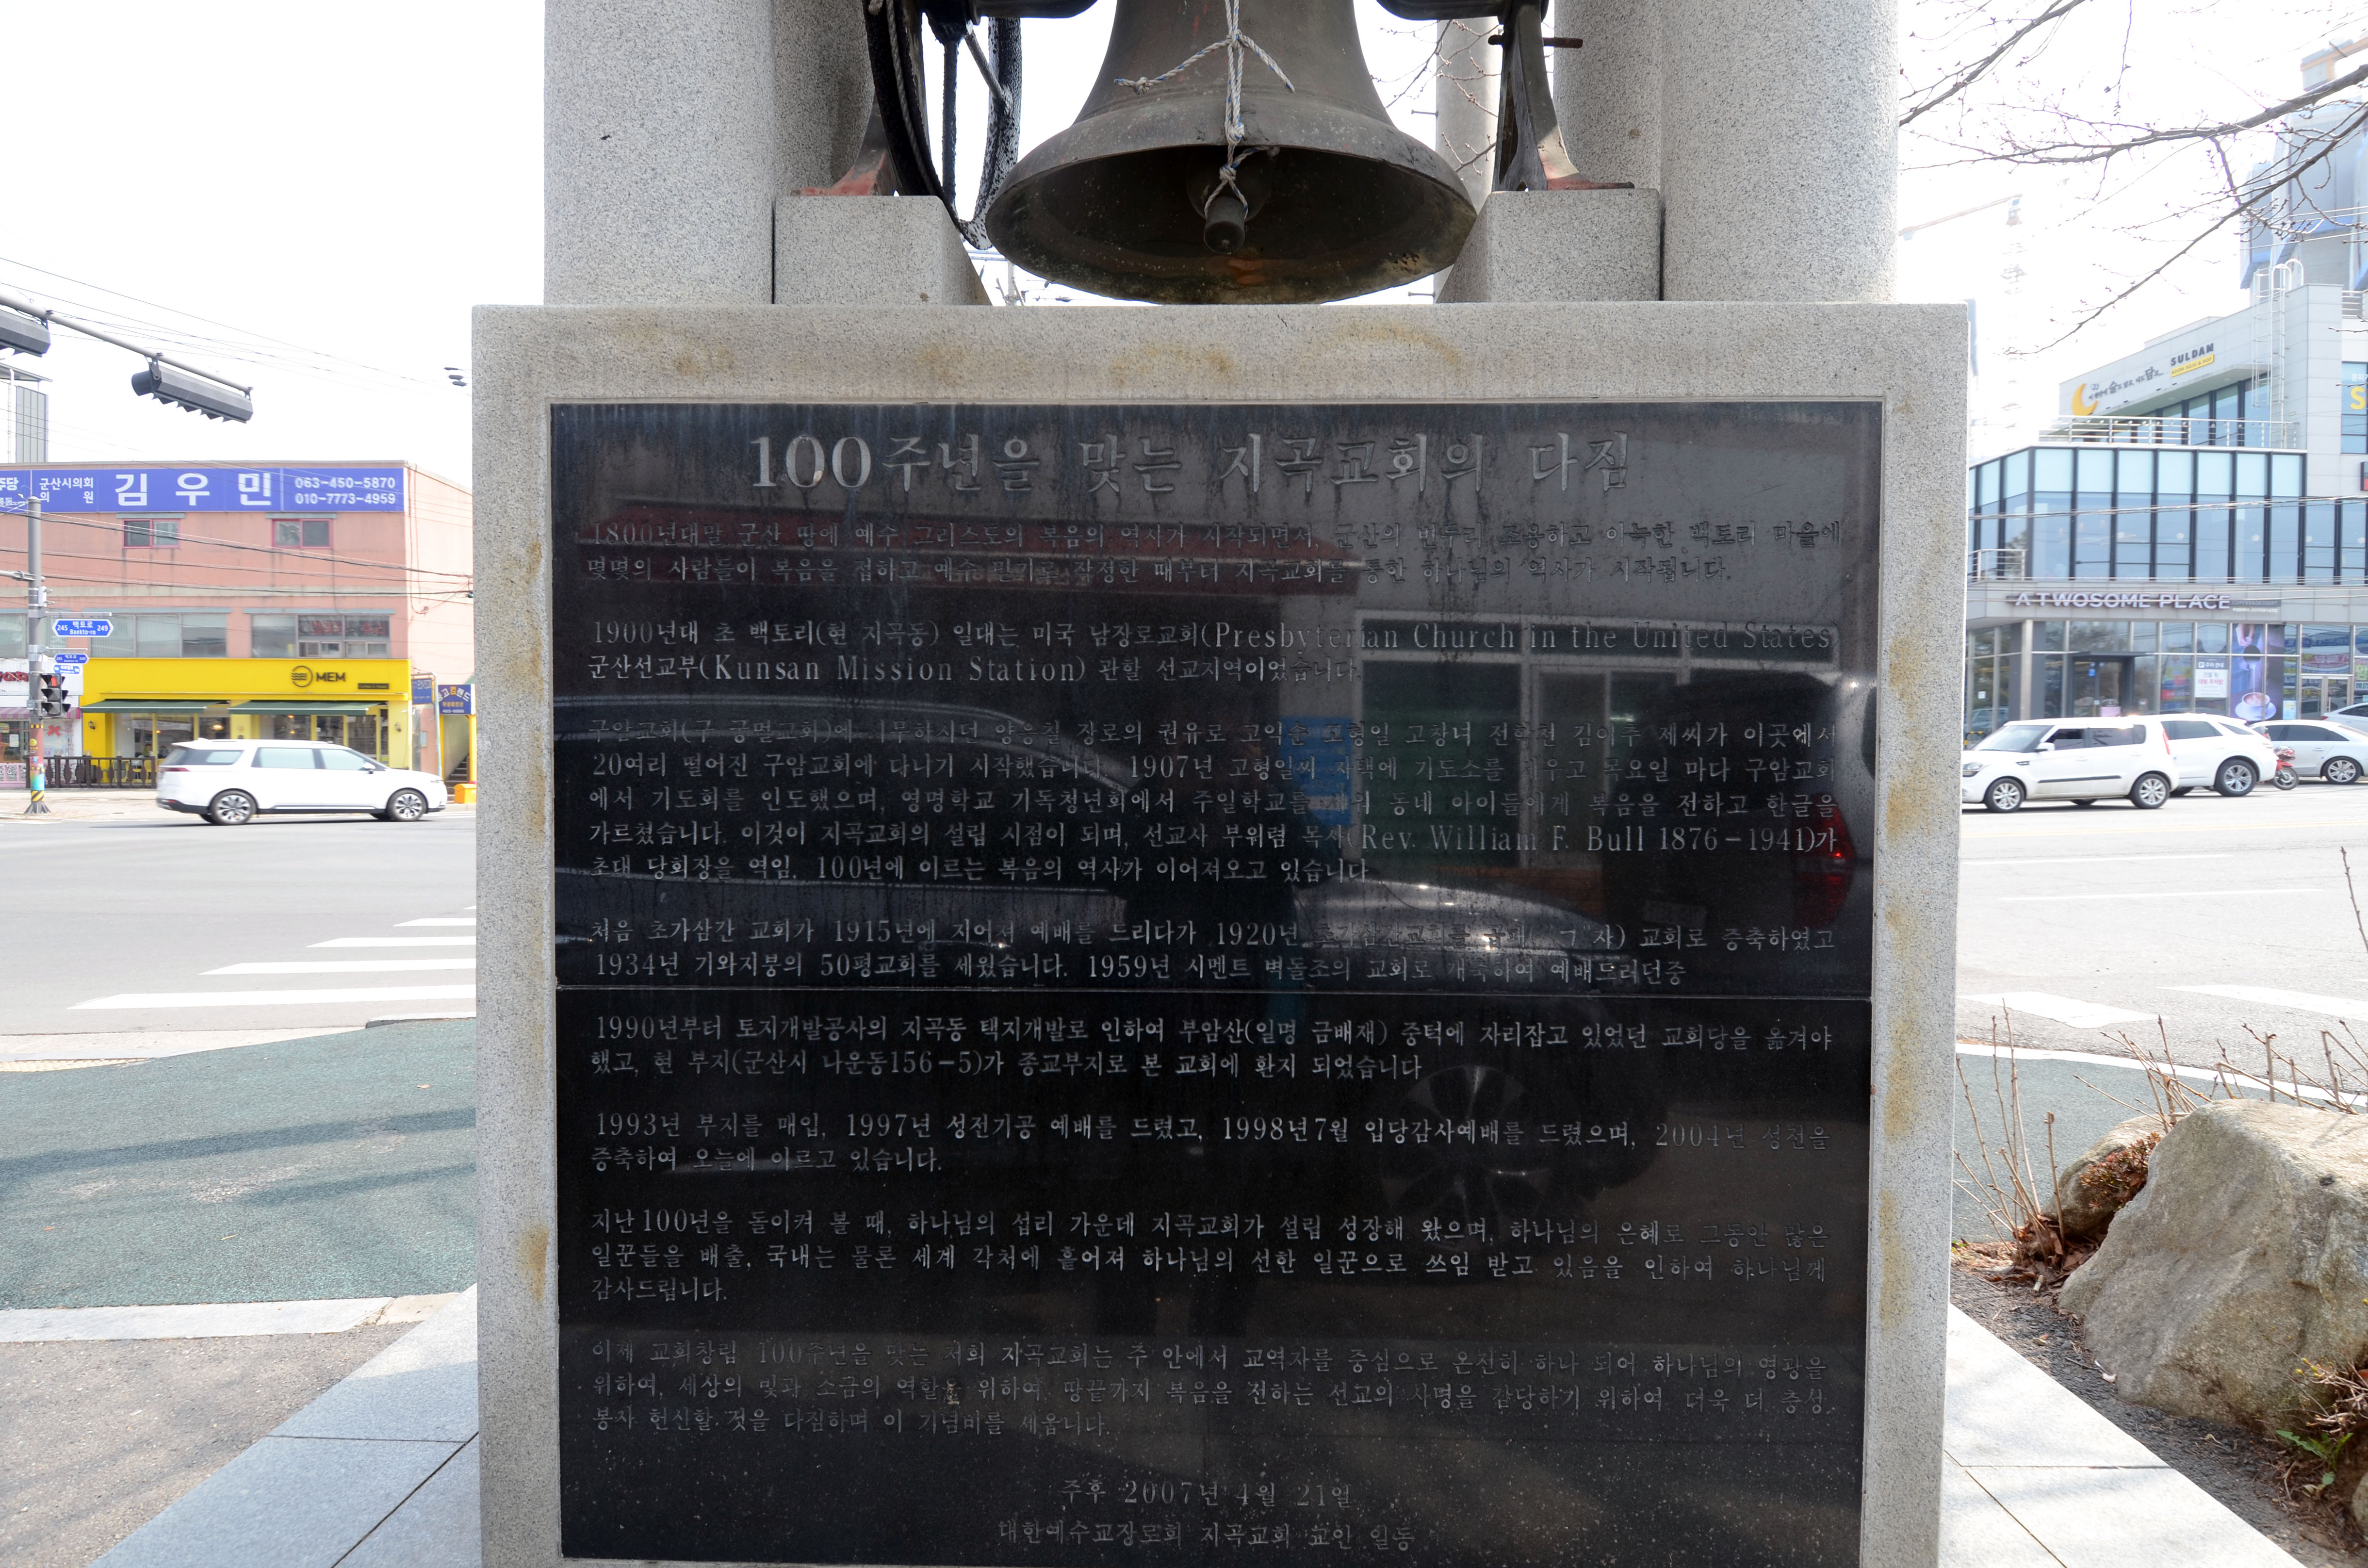 100주년을 맞는 지곡교회의 다짐
1800년대말 군산 땅에 예수 그리스도의 복음의 역사가 시작되면서, 군산의 변두리 조용하고 아늑한 백토리 마을에
몇몇의 사람들이 복음을 접하고 예수 믿기로 작정한 때부터 지곡교회를 통한 하나님의 역사가 시작됩니다.
1900년대 초 백토리(현 지곡동) 일대는 미국 남장로교회(Presbyterian Church in the United States
군산선교부(Kunsan Mission Station) 관할 선교지역이었습니다.
구암교회(구 궁멀교회)에 시무하시던 양응칠 장로의 권유로 고익순 고형일 고창녀 전학천 김이주 제씨가 이곳에서
20여리 떨어진 구암교회에 다니기 시작했습니다. 1907년 고형일씨 자택에 기도소를 세우고 목요일 마다 구암교회
에서 기도회를 인도했으며, 영명학교 기독청년회에서 주일학교를 세워 동네 아이들에게 복음을 전하고 한글을
가르쳤습니다. 이것이 지곡교회의 설립 시점이 되며, 선교사 부위렴 목사(Rev. William F. Bull 1876-1941)가
초대 당회장을 역임, 100년에 이르는 복음의 역사가 이어져오고 있습니다
처음 초가삼간 교회가 1915년에 지어져 예배를 드리다가 1920년 "그"자) 교회로 증축하였고
1934년 기와지붕의 50평교회를 세웠습니다. 1959년 시멘트 벽돌조의 교회로 개축하여 예배드리던중
1990년부터 토지개발공사의 지곡동 택지개발로 인하여 부암산(일명 금배재) 중턱에 자리잡고 있었던 교회당을 옮겨야
했고, 현 부지(군산시 나운동156-5)가 종교부지로 본 교회에 환지 되었습니다
1993년 부지를 매입, 1997년 성전기공 예배를 드렸고, 1998년7월 입당감사예배를 드렸으며, 2004년 성전을
증축하여 오늘에 이르고 있습니다.
지난100년을 돌이켜 볼 때, 하나님의 섭리 가운데 지곡교회가 설립 성장해 왔으며, 하나님의 은혜로 그동안 많은
일꾼들을 배출, 국내는 물론 세계 각처에 흩어져 하나님의 선한 일꾼으로 쓰임 받고 있음을 인하여 하나님께
감사드립니다.
이제 교회창립 100주년을 맞는 저희 지곡교회는 주 안에서 교역자를 중심으로 온전히 하나 되어 하나님의 영광을
위하여, 세상의 빛과 소금의 역할을 위하여, 땅끝까지 복음을 전하는 선교의 사명을 감당하기 위하여 더욱 더 충성
봉사 헌신할 것을 다짐하며 이 기념비를 세웁니다.
주후 2007년 4월 21일
대한예수교장로회 지곡교회 교인 일동
군산시의회
의원
김우민
063-450-5870
010-7773-4959
245 백토로 249
Baekto-ro
MEM
SULDAM
A TWOSOME PLACE